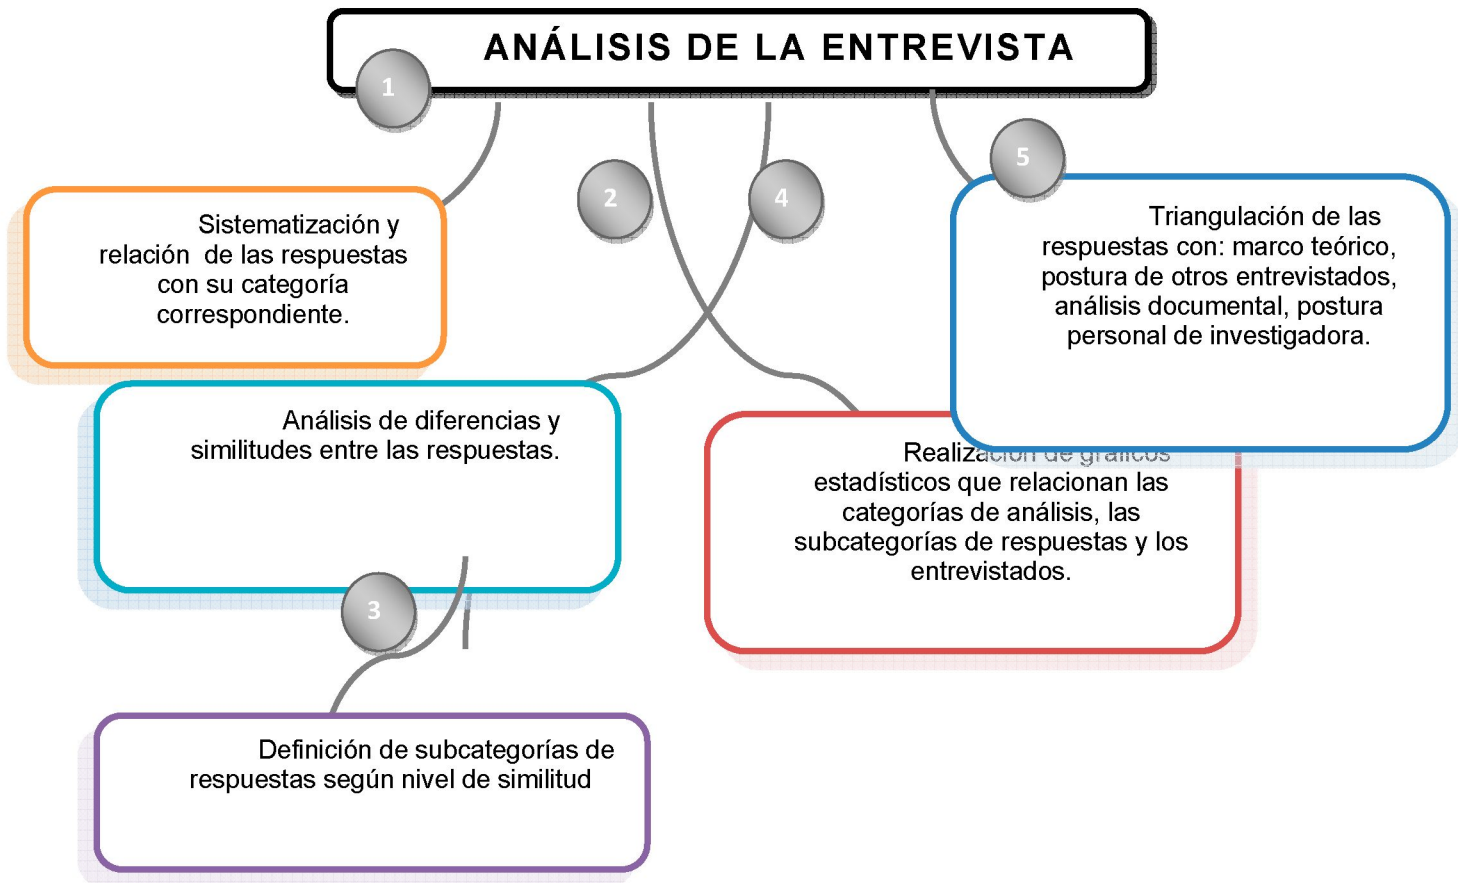 ANÁLISIS DE LA ENTREVISTA
1
Sistematización y
relación de las respuestas
con su categoría
correspondiente.
2
Análisis de diferencias y
similitudes entre las respuestas.
3
Definición de subcategorías de
respuestas según nivel de similitud
4
Realización de gráficos
estadísticos que relacionan las
categorías de análisis, las
subcategorías de respuestas y los
entrevistados.
5
Triangulación de las
respuestas con: marco teórico,
postura de otros entrevistados,
análisis documental, postura
personal de investigadora.